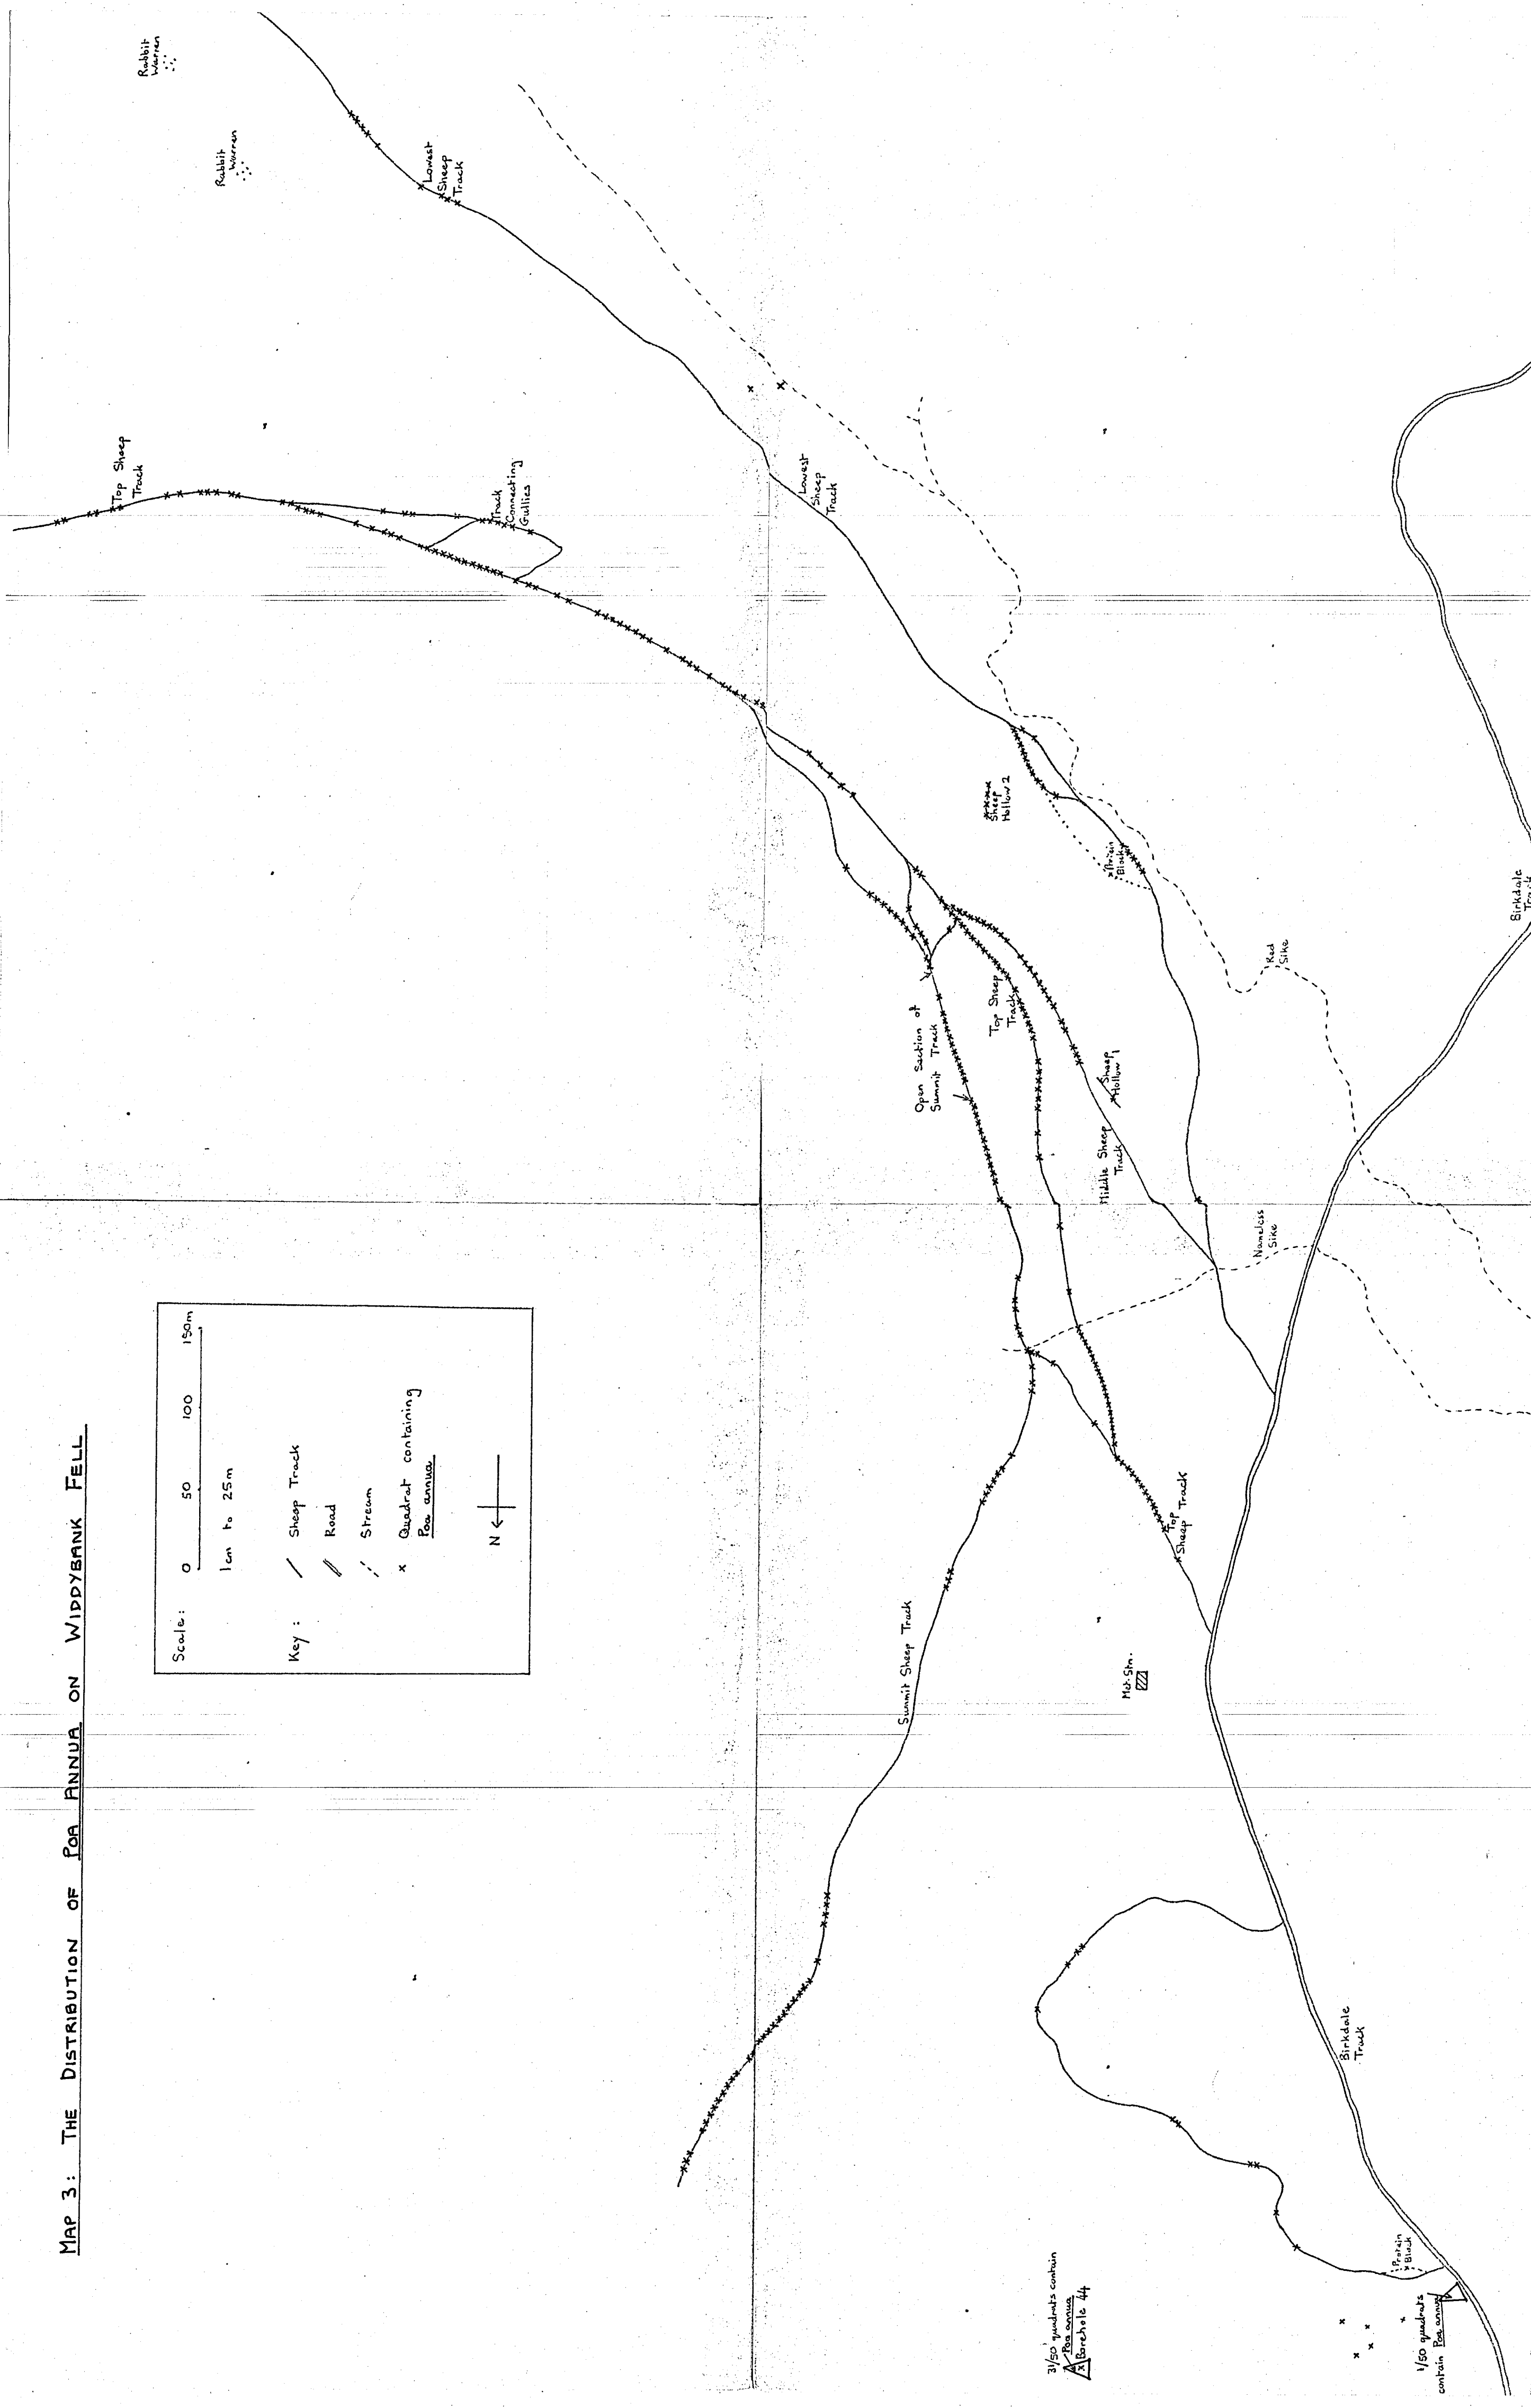 MAP 3: THE DISTRIBUTION OF POA ANNUA ON WIDDYBANK FELL
Scale:
0 50 100 150m
1cm to 25m
Key:
Sheep Track
Road
Stream
x Quadrat containing
Poa annua
N
Rabbit
Warren
Rabbit
Warren
Lowest
Sheep
Track
Top Sheep
Track
Track
Connecting
Gullies
Lowest
Sheep
Track
Sheep
Hollow 2
Protein
Block
Red
Sike
Birkdale
Track
Open Section of
Summit Track
Top Sheep
Track
Sheep
Hollow 1
Middle Sheep
Track
Nameless
Sike
Top
Sheep Track
Met. Stn.
Summit Sheep Track
Birkdale
Track
Protein
Block
31/50 quadrats contain
Poa annua
Borehole 44
1/50 quadrats
contain Poa annua